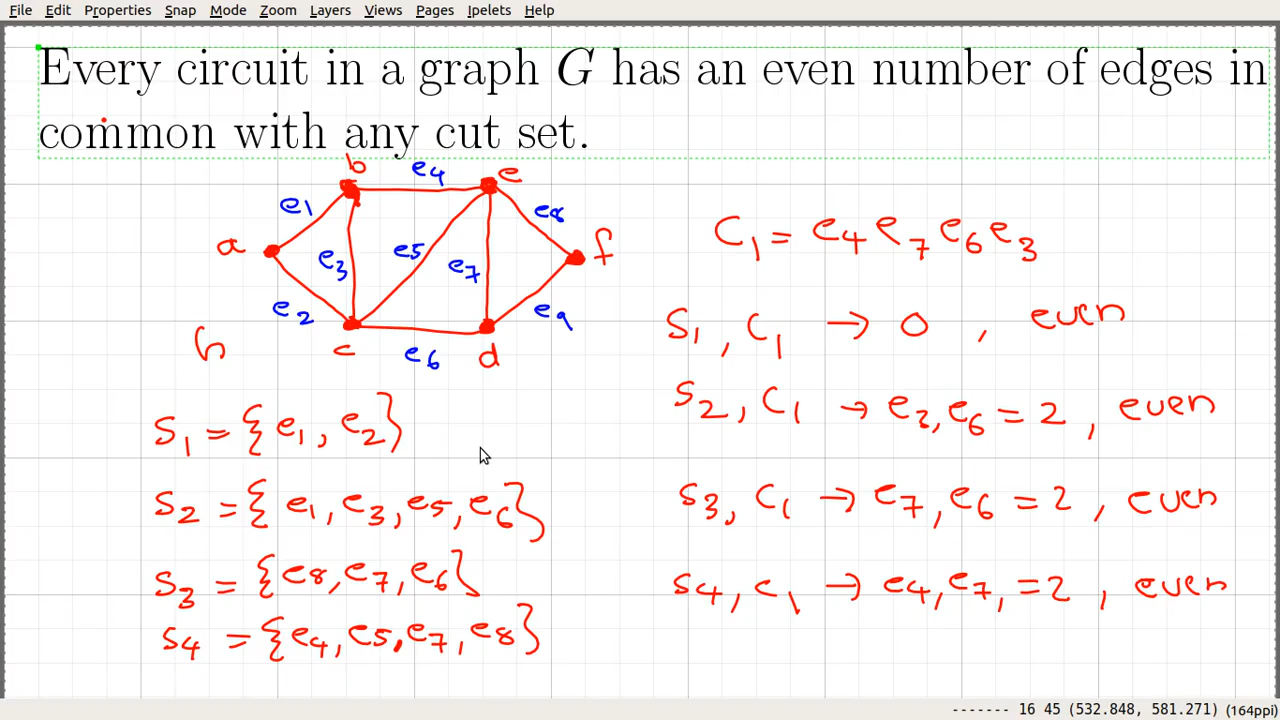 File Edit Properties Snap Mode Zoom Layers Views Pages Ipelets Help
Every circuit in a graph G has an even number of edges in
common with any cut set.
b e4 e
e1 e8
a e3 e5 e7 f
e2 e9
c e6 d
C1 = e4 e7 e6 e3
S1, C1 → 0, even
S2, C1 → e3, e6 = 2, even
S3, C1 → e7, e6 = 2, even
S4, C1 → e4, e7, = 2, even
S1 = {e1, e2}
S2 = {e1, e3, e5, e6}
S3 = {e8, e7, e6}
S4 = {e4, e5, e7, e8}
------- 16 45 (532.848, 581.271) (164ppi)